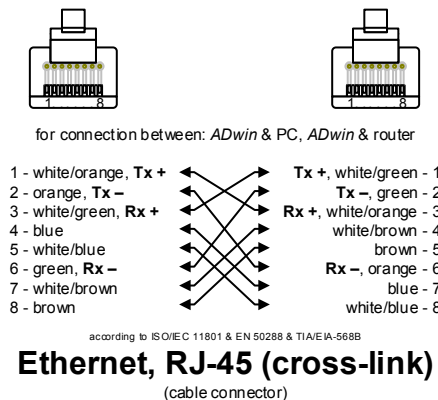 1 8 1 8
for connection between: ADwin & PC, ADwin & router
1 - white/orange, Tx + Tx +, white/green - 1
2 - orange, Tx – Tx –, green - 2
3 - white/green, Rx + Rx +, white/orange - 3
4 - blue white/brown - 4
5 - white/blue brown - 5
6 - green, Rx – Rx –, orange - 6
7 - white/brown blue - 7
8 - brown white/blue - 8
according to ISO/IEC 11801 & EN 50288 & TIA/EIA-568B
Ethernet, RJ-45 (cross-link)
(cable connector)